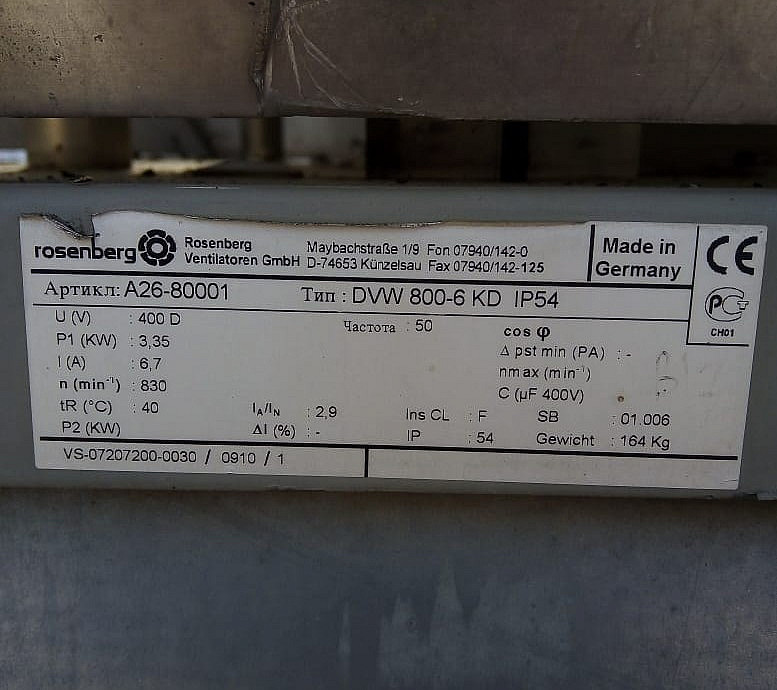 rosenberg Rosenberg Ventilatoren GmbH
Maybachstraße 1/9 Fon 07940/142-0
D-74653 Künzelsau Fax 07940/142-125
Made in Germany
CE
Артикл: A26-80001 Тип : DVW 800-6 KD IP54
PC
CH01
U (V) : 400 D Частота : 50 cos φ
P1 (KW) : 3,35 Δ pst min (PA) : -
I (A) : 6,7 nmax (min⁻¹)
n (min⁻¹) : 830 C (µF 400V)
tR (°C) : 40 I_A/I_N : 2,9 Ins CL : F SB : 01.006
P2 (KW) ΔI (%) : - IP : 54 Gewicht : 164 Kg
VS-07207200-0030 / 0910 / 1